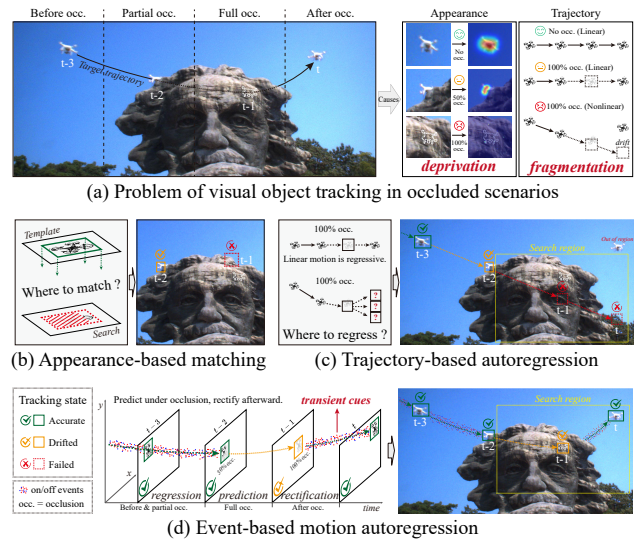 Before occ. Partial occ. Full occ. After occ.
t-3
Target trajectory
t-2
t-1
t
Causes
Appearance
No occ.
50% occ.
100% occ.
deprivation
Trajectory
No occ. (Linear)
100% occ. (Linear)
100% occ. (Nonlinear)
drift
fragmentation
(a) Problem of visual object tracking in occluded scenarios
Template
Where to match ?
Search
t-2
t-1
(b) Appearance-based matching
100% occ.
Linear motion is regressive.
100% occ.
?
?
?
Where to regress ?
t-3
t-2
Search region
Out of region
t-1
t
(c) Trajectory-based autoregression
Tracking state
Accurate
Drifted
Failed
on/off events
occ. = occlusion
Predict under occlusion, rectify afterward.
transient cues
y
x
t-3
t-2
t-1
t
50% occ.
100% occ.
regression
prediction
rectification
Before & partial occ.
Full occ.
After occ.
time
Search region
t-3
t-2
t-1
t
(d) Event-based motion autoregression